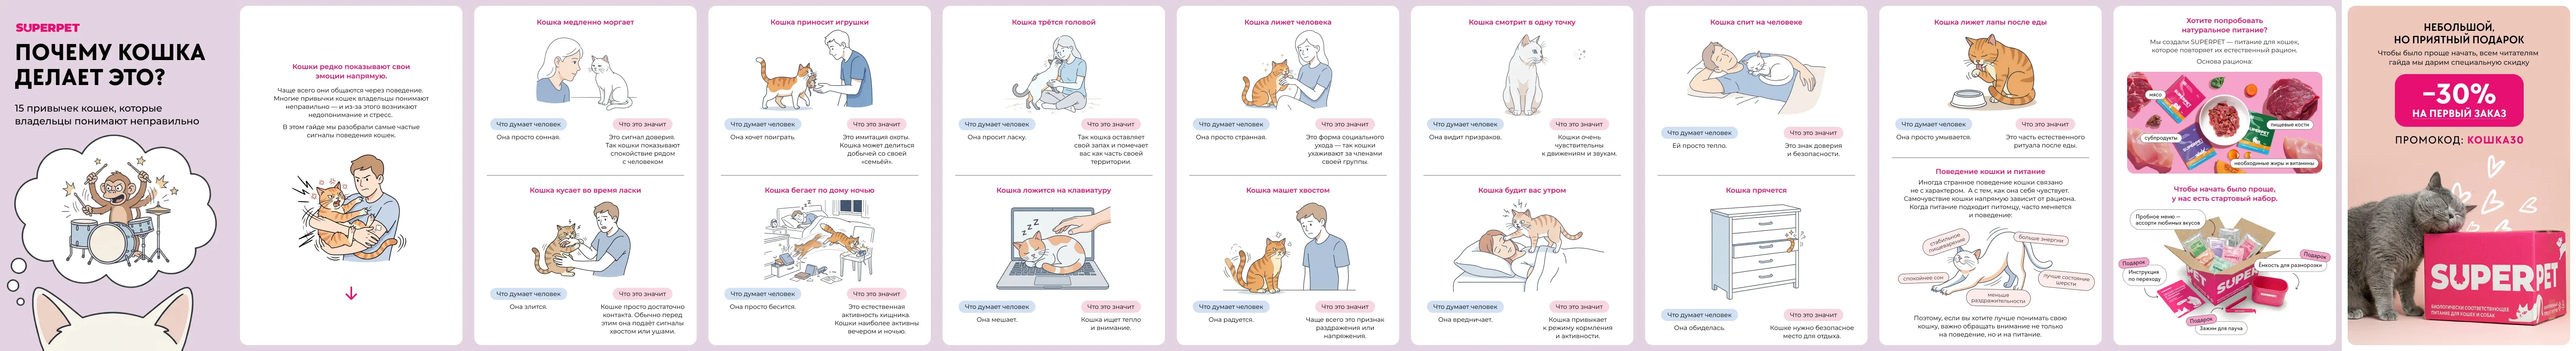 SUPERPET
ПОЧЕМУ КОШКА
ДЕЛАЕТ ЭТО?
15 привычек кошек, которые
владельцы понимают неправильно
Кошки редко показывают свои
эмоции напрямую.
Чаще всего они общаются через поведение.
Многие привычки кошек владельцы понимают
неправильно — и из-за этого возникают
недопонимание и стресс.
В этом гайде мы разобрали самые частые
сигналы поведения кошек.
Кошка медленно моргает
Что думает человек
Она просто сонная.
Что это значит
Это сигнал доверия.
Так кошки показывают
спокойствие рядом
с человеком
Кошка кусает во время ласки
Что думает человек
Она злится.
Что это значит
Кошке просто достаточно
контакта. Обычно перед
этим она подаёт сигналы
хвостом или ушами.
Кошка приносит игрушки
Что думает человек
Она хочет поиграть.
Что это значит
Это имитация охоты.
Кошка может делиться
добычей со своей
«семьёй».
Кошка бегает по дому ночью
Что думает человек
Она просто бесится.
Что это значит
Это естественная
активность хищника.
Кошки наиболее активны
вечером и ночью.
Кошка трётся головой
Что думает человек
Она просит ласку.
Что это значит
Так кошка оставляет
свой запах и помечает
вас как часть своей
территории.
Кошка ложится на клавиатуру
Z Z Z
Что думает человек
Она мешает.
Что это значит
Кошка ищет тепло
и внимание.
Кошка лижет человека
Что думает человек
Она просто странная.
Что это значит
Это форма социального
ухода — так кошки
ухаживают за членами
своей группы.
Кошка машет хвостом
Что думает человек
Она радуется.
Что это значит
Чаще всего это признак
раздражения или
напряжения.
Кошка смотрит в одну точку
Что думает человек
Она видит призраков.
Что это значит
Кошки очень
чувствительны
к движениям и звукам.
Кошка будит вас утром
Что думает человек
Она вредничает.
Что это значит
Кошка привыкает
к режиму кормления
и активности.
Кошка спит на человеке
Что думает человек
Ей просто тепло.
Что это значит
Это знак доверия
и безопасности.
Кошка прячется
Что думает человек
Она обиделась.
Что это значит
Кошке нужно безопасное
место для отдыха.
Кошка лижет лапы после еды
Что думает человек
Она просто умывается.
Что это значит
Это часть естественного
ритуала после еды.
Поведение кошки и питание
Иногда странное поведение кошки связано
не с характером. А с тем, как она себя чувствует.
Самочувствие кошки напрямую зависит от рациона.
Когда питание подходит питомцу, часто меняется
и поведение:
стабильное
пищеварение
больше энергии
спокойнее сон
лучше состояние
шерсти
меньше
раздражительности
Поэтому, если вы хотите лучше понимать свою
кошку, важно обращать внимание не только
на поведение, но и на питание.
Хотите попробовать
натуральное питание?
Мы создали SUPERPET — питание для кошек,
которое повторяет их естественный рацион.
Основа рациона:
мясо
пищевые кости
субпродукты
необходимые жиры и витамины
Чтобы начать было проще,
у нас есть стартовый набор.
Пробное меню —
ассорти любимых вкусов
Подарок
Инструкция
по переходу
Подарок
Ёмкость для разморозки
Подарок
Зажим для пауча
SUPERPET
НЕБОЛЬШОЙ,
НО ПРИЯТНЫЙ ПОДАРОК
Чтобы было проще начать, всем читателям
гайда мы дарим специальную скидку
−30%
НА ПЕРВЫЙ ЗАКАЗ
ПРОМОКОД: КОШКА30
SUPERPET
БИОЛОГИЧЕСКИ СООТВЕТСТВУЮЩЕЕ
ПИТАНИЕ ДЛЯ КОШЕК И СОБАК